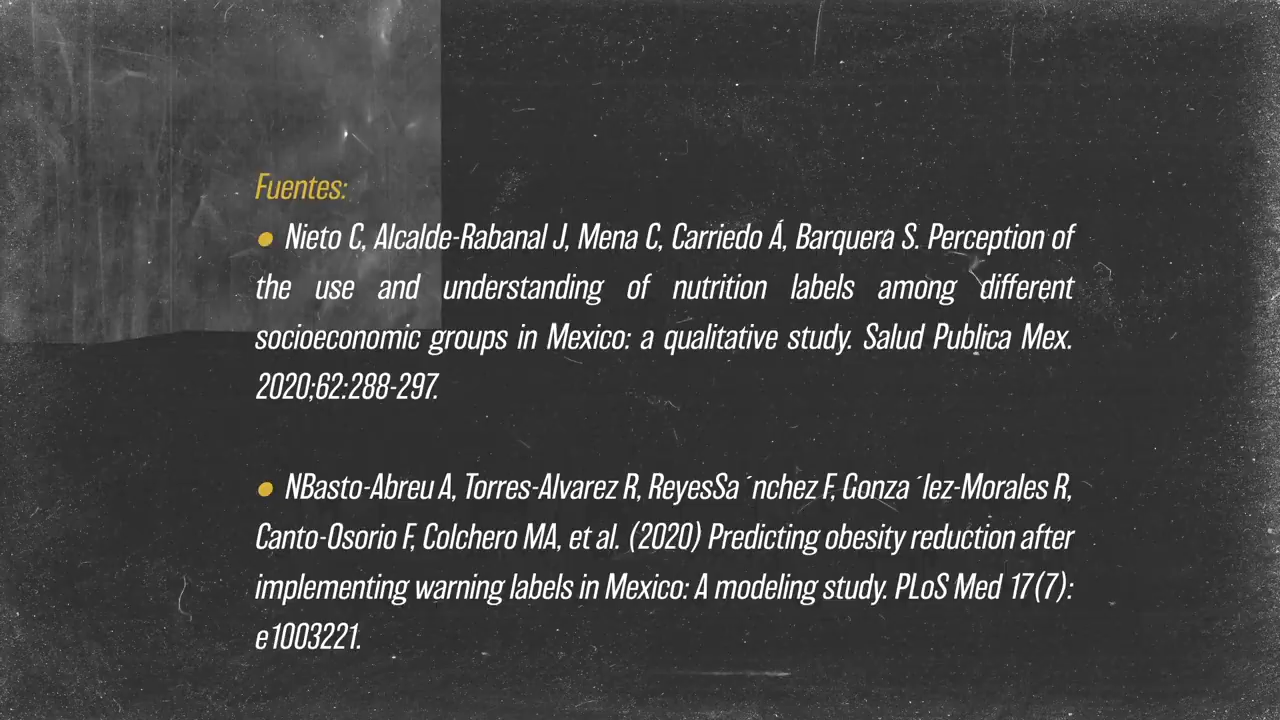 Fuentes:
● Nieto C, Alcalde-Rabanal J, Mena C, Carriedo Á, Barquera S. Perception of
the use and understanding of nutrition labels among different
socioeconomic groups in Mexico: a qualitative study. Salud Publica Mex.
2020;62:288-297.
● NBasto-Abreu A, Torres-Alvarez R, ReyesSa ´nchez F, Gonza ´lez-Morales R,
Canto-Osorio F, Colchero MA, et al. (2020) Predicting obesity reduction after
implementing warning labels in Mexico: A modeling study. PLoS Med 17(7):
e1003221.